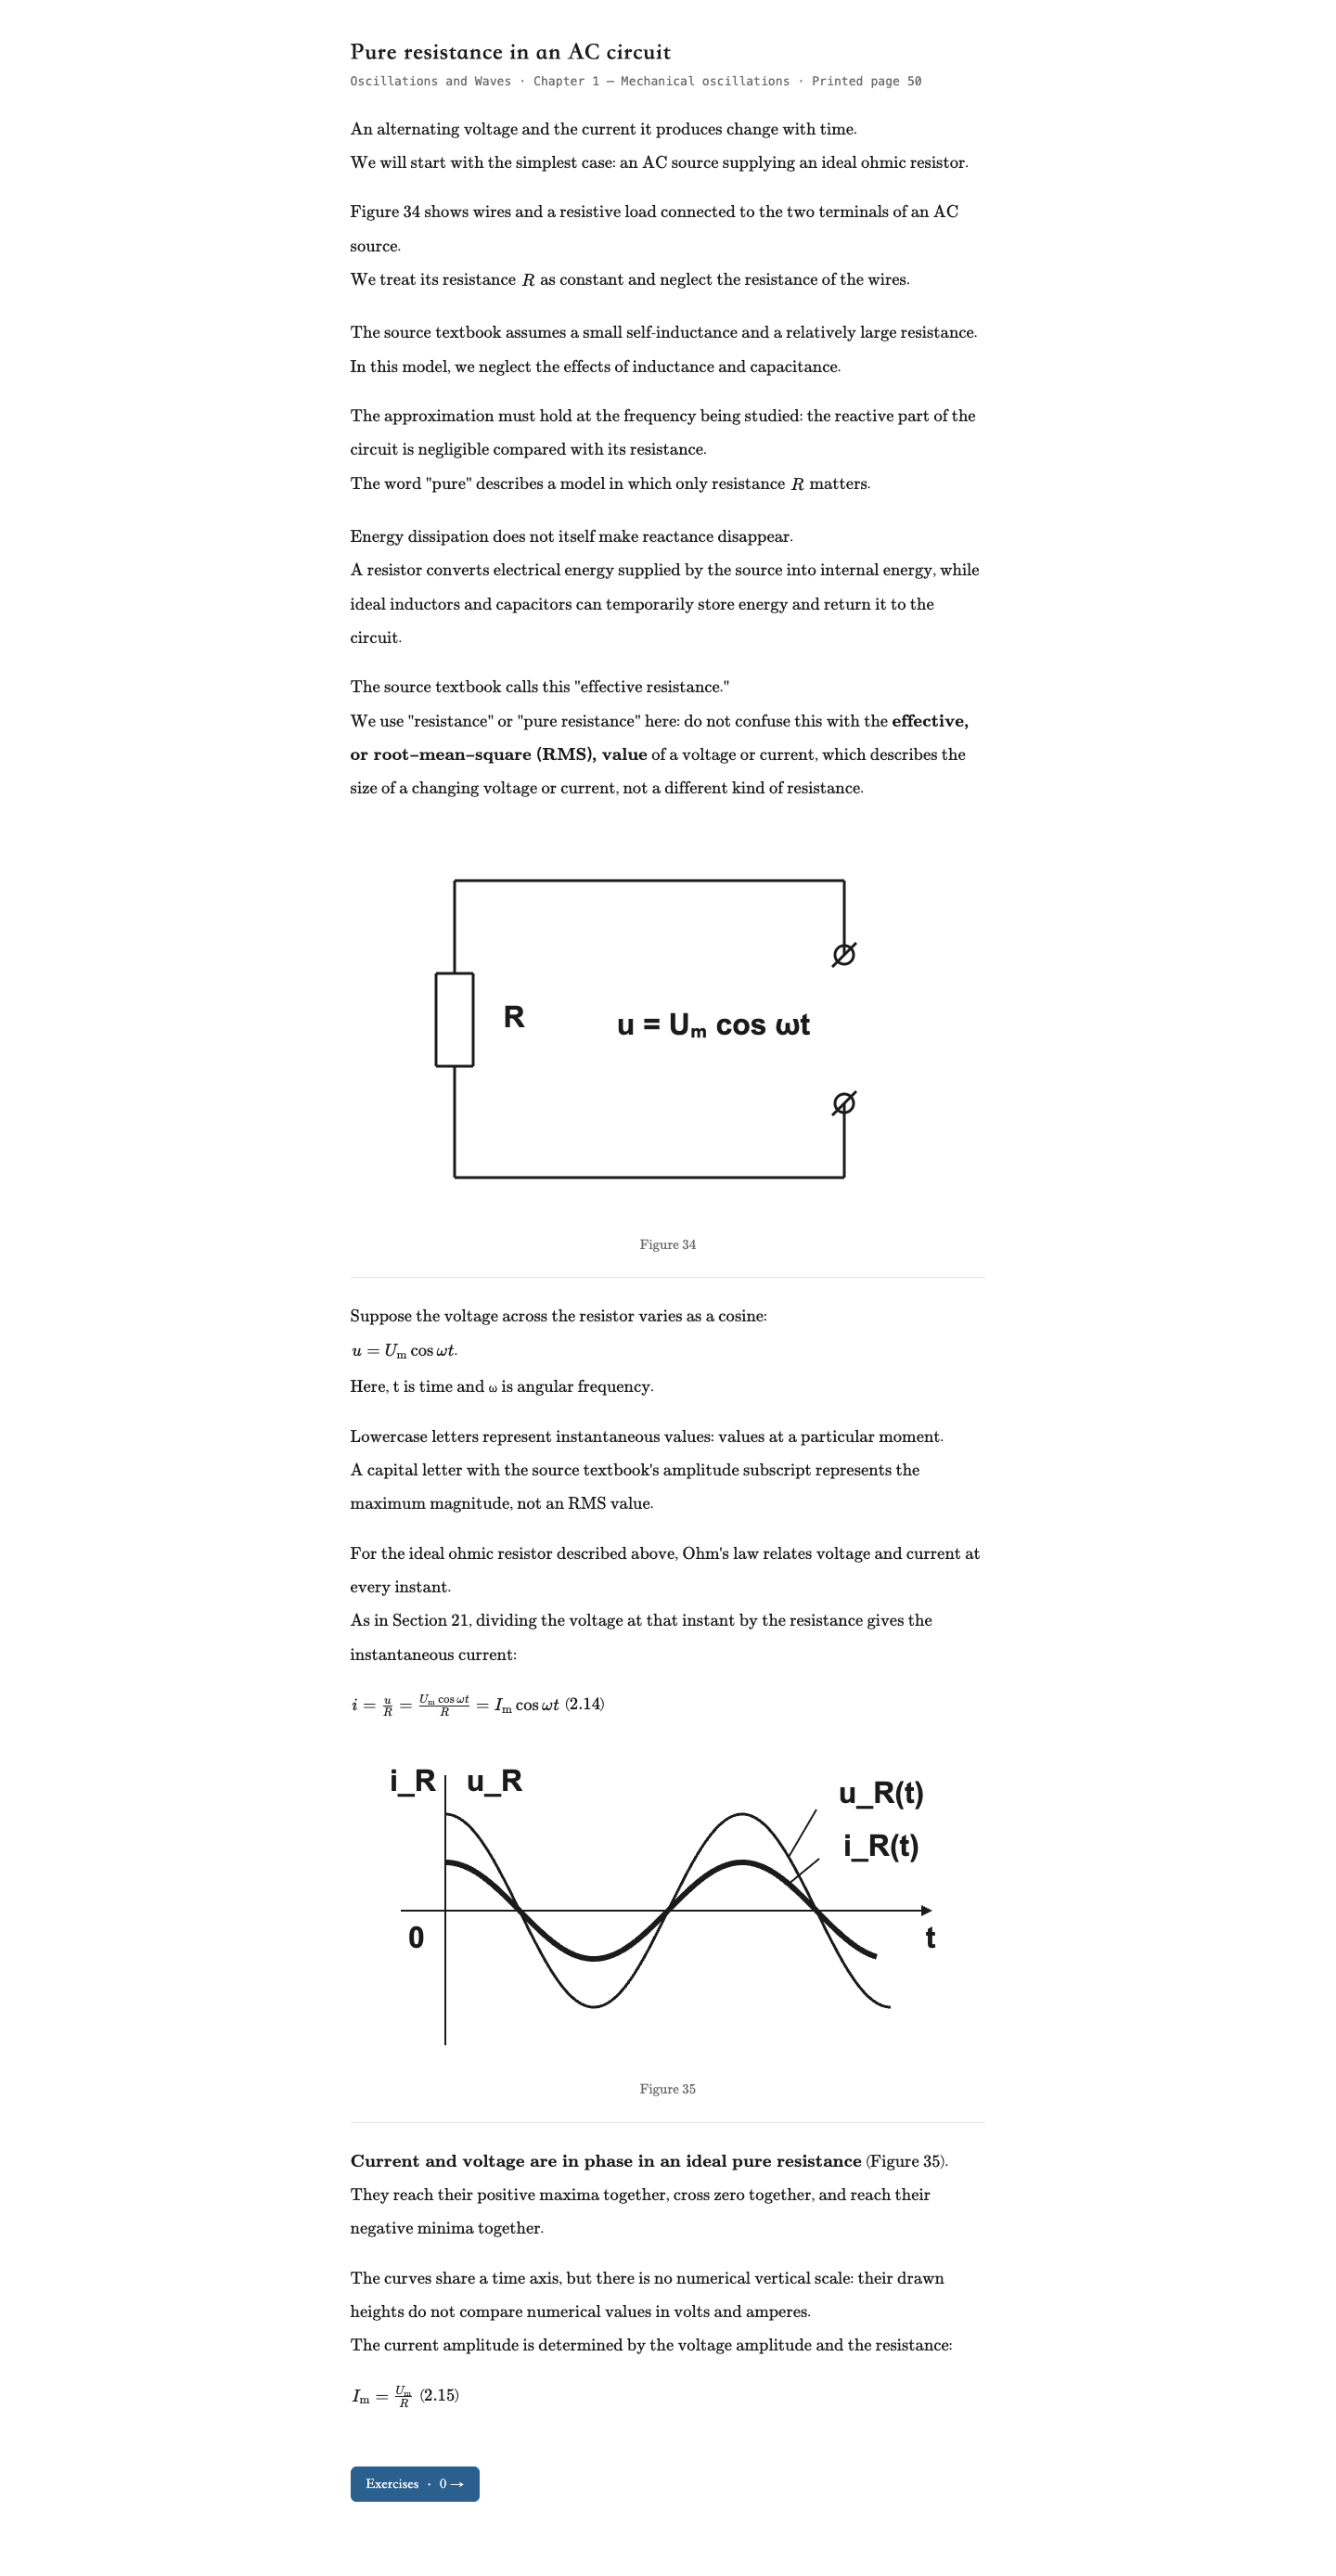 Pure resistance in an AC circuit
Oscillations and Waves · Chapter 1 — Mechanical oscillations · Printed page 50
An alternating voltage and the current it produces change with time.
We will start with the simplest case: an AC source supplying an ideal ohmic resistor.
Figure 34 shows wires and a resistive load connected to the two terminals of an AC
source.
We treat its resistance R as constant and neglect the resistance of the wires.
The source textbook assumes a small self-inductance and a relatively large resistance.
In this model, we neglect the effects of inductance and capacitance.
The approximation must hold at the frequency being studied: the reactive part of the
circuit is negligible compared with its resistance.
The word "pure" describes a model in which only resistance R matters.
Energy dissipation does not itself make reactance disappear.
A resistor converts electrical energy supplied by the source into internal energy, while
ideal inductors and capacitors can temporarily store energy and return it to the
circuit.
The source textbook calls this "effective resistance."
We use "resistance" or "pure resistance" here: do not confuse this with the effective,
or root-mean-square (RMS), value of a voltage or current, which describes the
size of a changing voltage or current, not a different kind of resistance.
R
u = Uₘ cos ωt
Figure 34
Suppose the voltage across the resistor varies as a cosine:
u = Uₘ cos ωt.
Here, t is time and ω is angular frequency.
Lowercase letters represent instantaneous values: values at a particular moment.
A capital letter with the source textbook's amplitude subscript represents the
maximum magnitude, not an RMS value.
For the ideal ohmic resistor described above, Ohm's law relates voltage and current at
every instant.
As in Section 21, dividing the voltage at that instant by the resistance gives the
instantaneous current:
i = u/R = Uₘ cos ωt/R = Iₘ cos ωt (2.14)
i_R u_R
u_R(t)
i_R(t)
0
t
Figure 35
Current and voltage are in phase in an ideal pure resistance (Figure 35).
They reach their positive maxima together, cross zero together, and reach their
negative minima together.
The curves share a time axis, but there is no numerical vertical scale: their drawn
heights do not compare numerical values in volts and amperes.
The current amplitude is determined by the voltage amplitude and the resistance:
Iₘ = Uₘ/R (2.15)
Exercises · 0 →